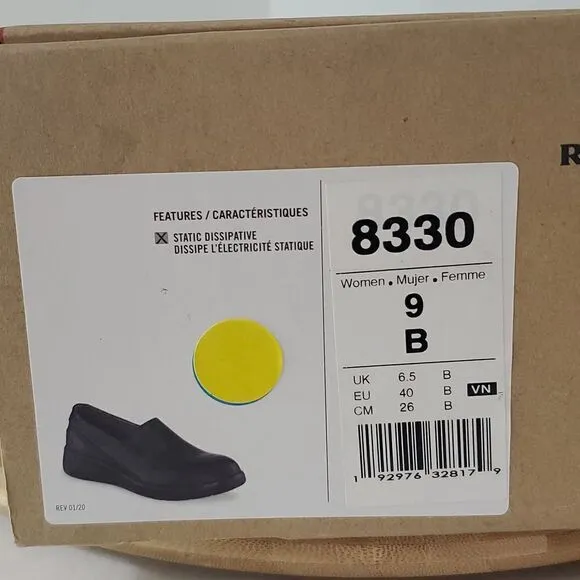 R
FEATURES / CARACTÉRISTIQUES
STATIC DISSIPATIVE
DISSIPE L'ÉLECTRICITÉ STATIQUE
REV 01/20
8330
Women • Mujer • Femme
9
B
UK 6.5 B
EU 40 B
CM 26 B
VN
1 92976 32817 9